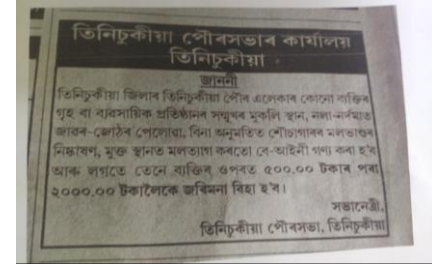 তিনিচুকীয়া পৌৰসভাৰ কাৰ্যালয়
তিনিচুকীয়া
জাননী
তিনিচুকীয়া জিলাৰ তিনিচুকীয়া পৌৰ এলেকাৰ কোনো ব্যক্তিৰ
গৃহ বা ব্যৱসায়িক প্ৰতিষ্ঠানৰ সন্মুখৰ মুকলি স্থান, নলা-নৰ্দমাত
জাবৰ-জোঠৰ পেলোৱা, বিনা অনুমতিত শৌচাগাৰৰ মলভাণ্ডৰ
নিষ্কাষণ, মুক্ত স্থানত মলত্যাগ কৰাটো বে-আইনী গণ্য কৰা হ'ব
আৰু লগতে তেনে ব্যক্তিৰ ওপৰত ৫০০.০০ টকাৰ পৰা
২০০০.০০ টকালৈকে জৰিমনা বিহা হ'ব।
সভানেত্ৰী,
তিনিচুকীয়া পৌৰসভা, তিনিচুকীয়া